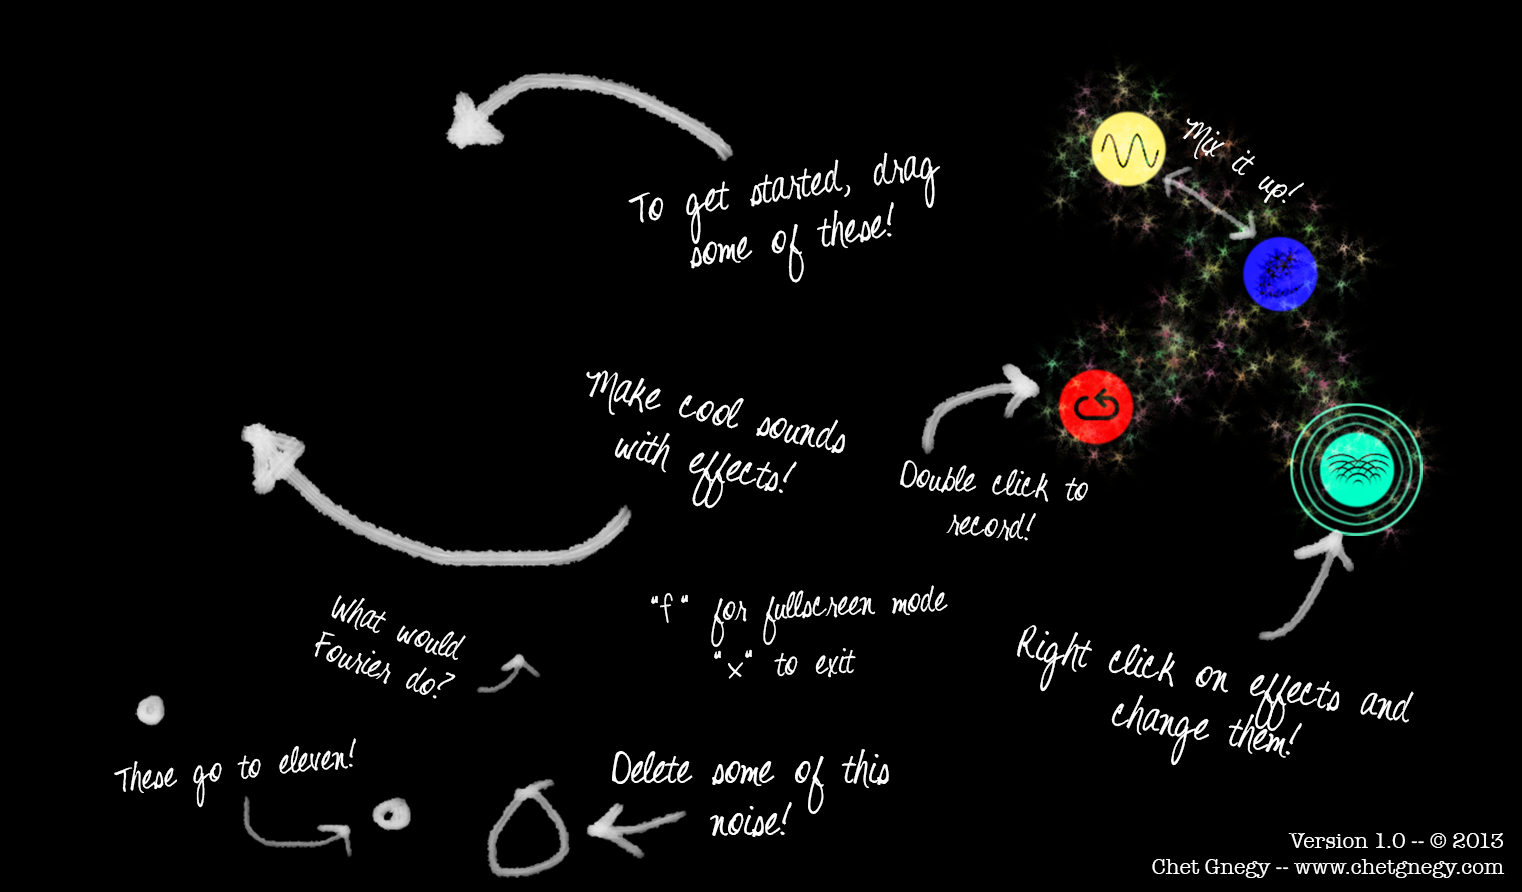 To get started, drag
some of these!
Mix it up!
Make cool sounds
with effects!
Double click to
record!
What would
Fourier do?
"f" for fullscreen mode
"x" to exit
Right click on effects and
change them!
These go to eleven!
Delete some of this
noise!
Version 1.0 -- © 2013
Chet Gnegy -- www.chetgnegy.com